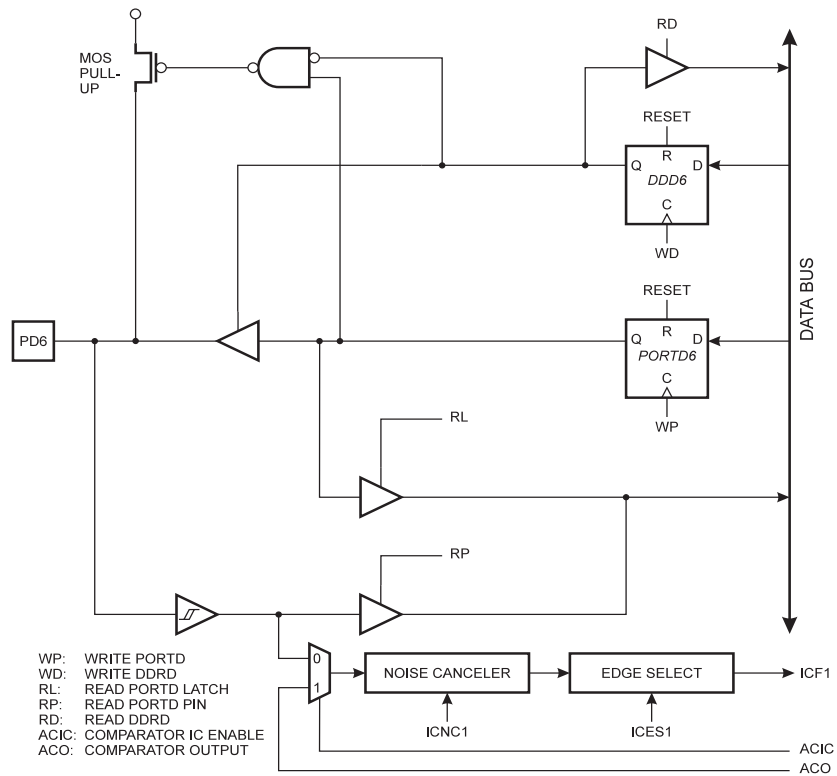 RD
MOS
PULL-
UP
RESET
R
Q
D
DDD6
C
WD
DATA BUS
RESET
R
PD6
Q
D
PORTD6
C
WP
RL
RP
0
NOISE CANCELER
EDGE SELECT
ICF1
1
ICNC1
ICES1
ACIC
ACO
WP: WRITE PORTD
WD: WRITE DDRD
RL: READ PORTD LATCH
RP: READ PORTD PIN
RD: READ DDRD
ACIC: COMPARATOR IC ENABLE
ACO: COMPARATOR OUTPUT